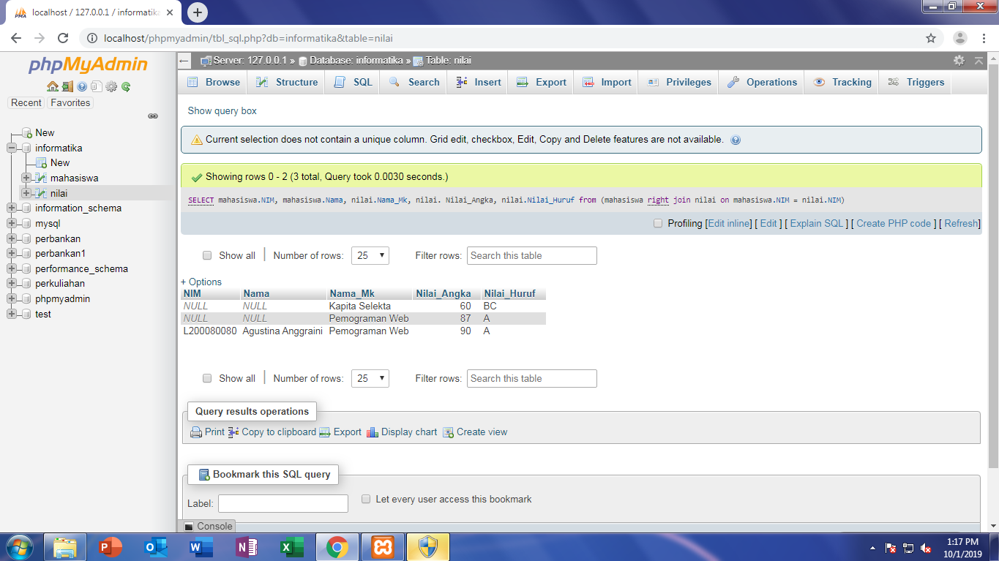 localhost / 127.0.0.1 / informatika
localhost/phpmyadmin/tbl_sql.php?db=informatika&table=nilai
phpMyAdmin
Recent Favorites
New
informatika
New
mahasiswa
nilai
information_schema
mysql
perbankan
perbankan1
performance_schema
perkuliahan
phpmyadmin
test
Server: 127.0.0.1 » Database: informatika » Table: nilai
Browse Structure SQL Search Insert Export Import Privileges Operations Tracking Triggers
Show query box
Current selection does not contain a unique column. Grid edit, checkbox, Edit, Copy and Delete features are not available.
Showing rows 0 - 2 (3 total, Query took 0.0030 seconds.)
SELECT mahasiswa.NIM, mahasiswa.Nama, nilai.Nama_Mk, nilai. Nilai_Angka, nilai.Nilai_Huruf from (mahasiswa right join nilai on mahasiswa.NIM = nilai.NIM)
Profiling [Edit inline] [ Edit ] [ Explain SQL ] [ Create PHP code ] [ Refresh]
Show all Number of rows: 25 Filter rows: Search this table
+ Options
NIM Nama Nama_Mk Nilai_Angka Nilai_Huruf
NULL NULL Kapita Selekta 60 BC
NULL NULL Pemograman Web 87 A
L200080080 Agustina Anggraini Pemograman Web 90 A
Show all Number of rows: 25 Filter rows: Search this table
Query results operations
Print Copy to clipboard Export Display chart Create view
Bookmark this SQL query
Label: Let every user access this bookmark
Console
1:17 PM
10/1/2019